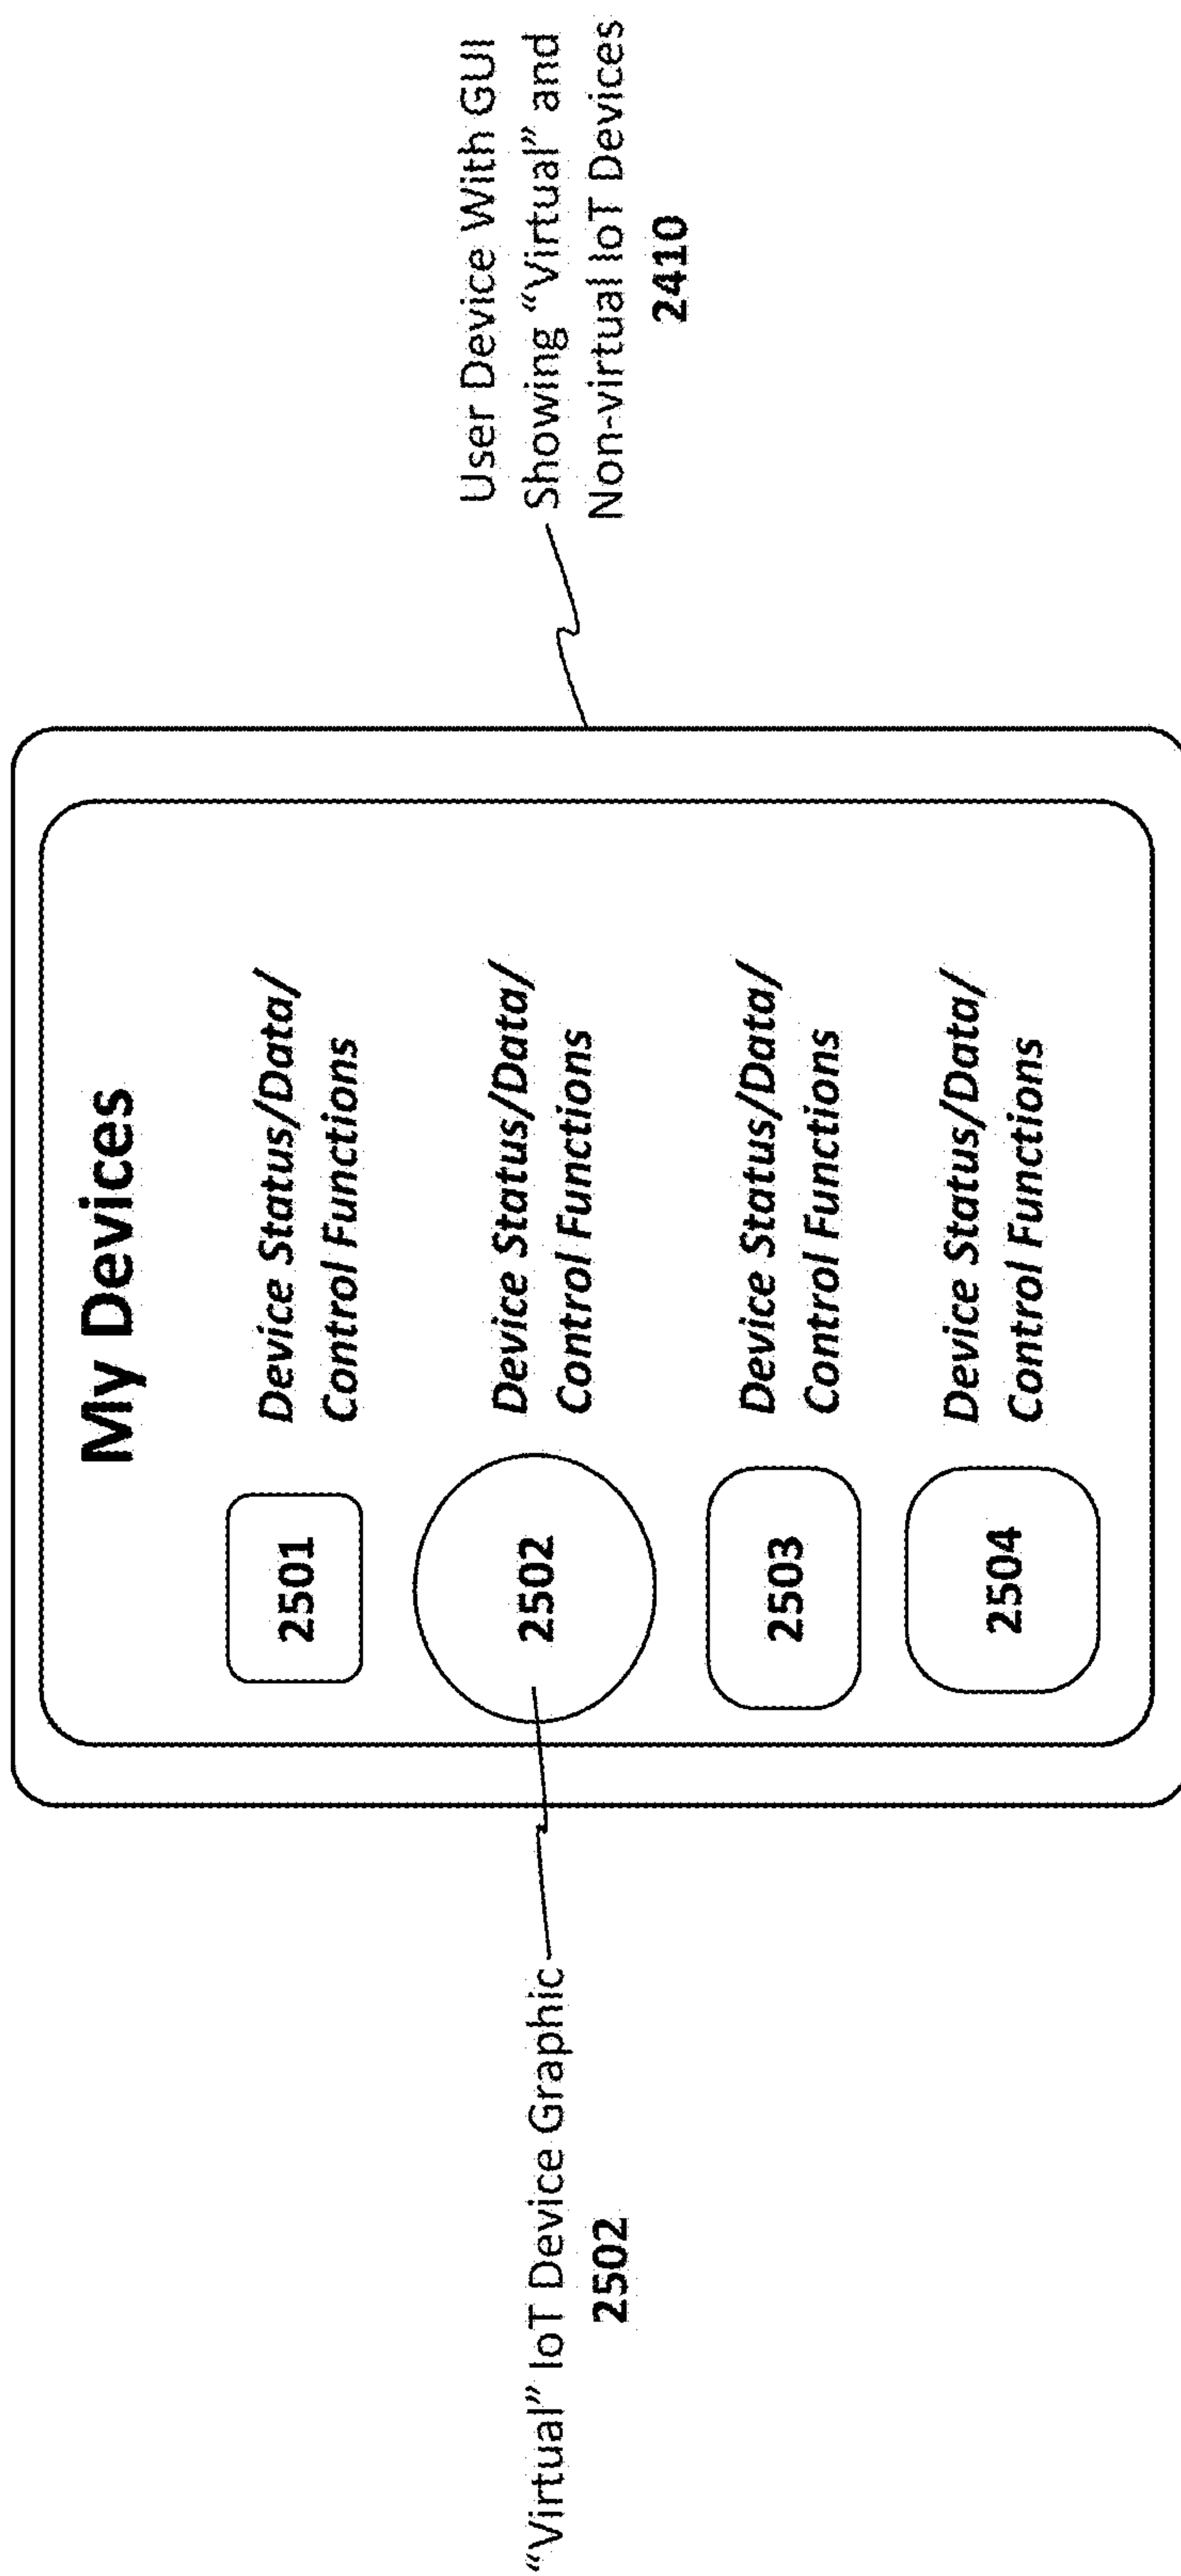 My Devices
2501
Device Status/Data/
Control Functions
2502
Device Status/Data/
Control Functions
2503
Device Status/Data/
Control Functions
2504
Device Status/Data/
Control Functions
“Virtual” IoT Device Graphic
2502
User Device With GUI
Showing “Virtual” and
Non-virtual IoT Devices
2410